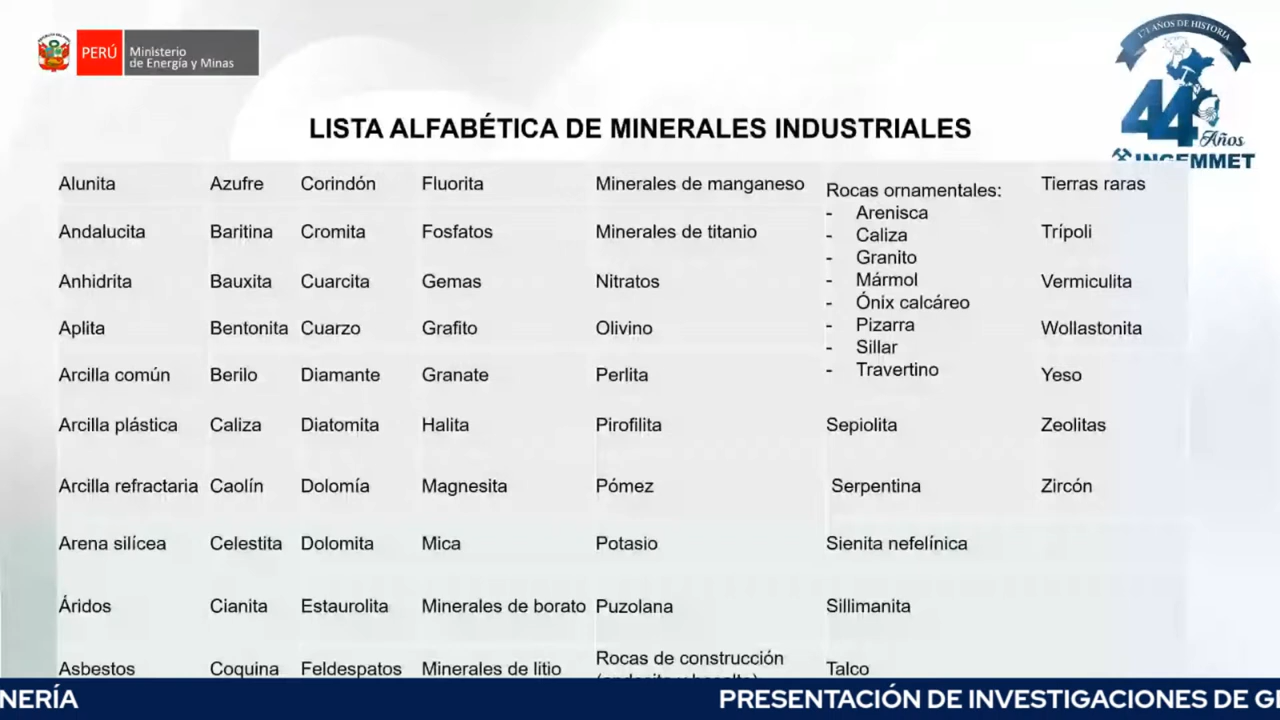 PERÚ
Ministerio
de Energía y Minas
171 AÑOS DE HISTORIA
44
Años
INGEMMET
LISTA ALFABÉTICA DE MINERALES INDUSTRIALES
Alunita Azufre Corindón Fluorita Minerales de manganeso Rocas ornamentales: Tierras raras
- Arenisca
Andalucita Baritina Cromita Fosfatos Minerales de titanio - Caliza Trípoli
- Granito
Anhidrita Bauxita Cuarcita Gemas Nitratos - Mármol Vermiculita
- Ónix calcáreo
Aplita Bentonita Cuarzo Grafito Olivino - Pizarra Wollastonita
- Sillar
Arcilla común Berilo Diamante Granate Perlita - Travertino Yeso
Arcilla plástica Caliza Diatomita Halita Pirofilita Sepiolita Zeolitas
Arcilla refractaria Caolín Dolomía Magnesita Pómez Serpentina Zircón
Arena silícea Celestita Dolomita Mica Potasio Sienita nefelínica
Áridos Cianita Estaurolita Minerales de borato Puzolana Sillimanita
Asbestos Coquina Feldespatos Minerales de litio Rocas de construcción Talco
NERÍA PRESENTACIÓN DE INVESTIGACIONES DE